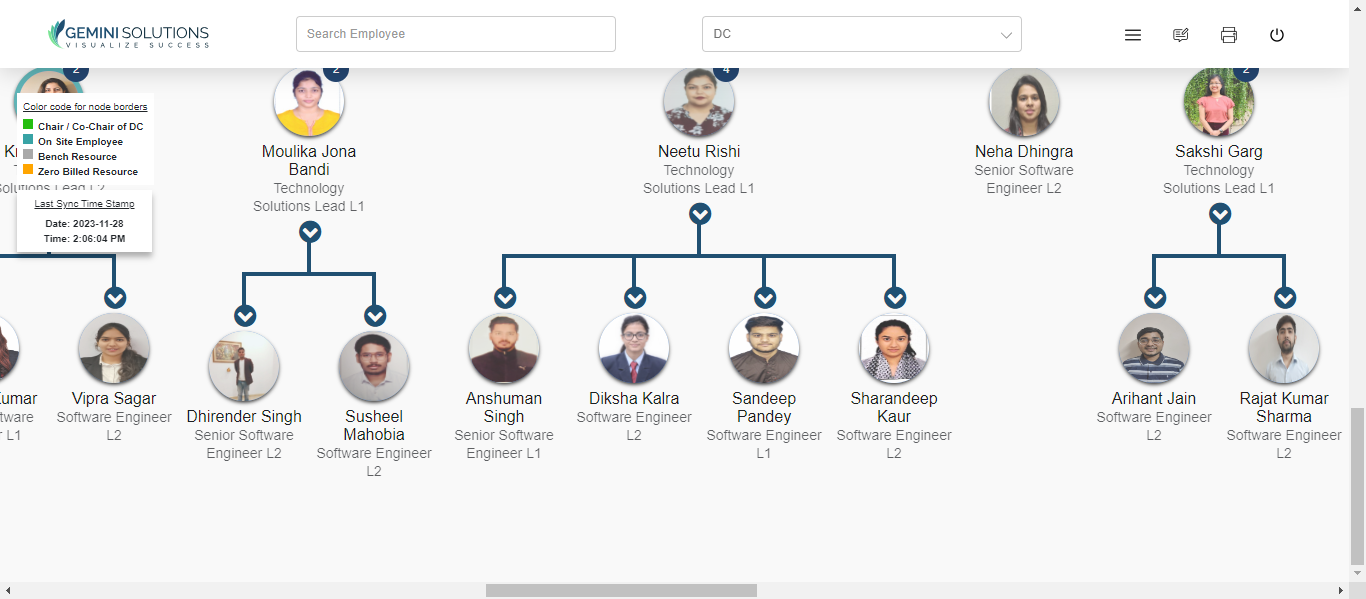 GEMINI SOLUTIONS
VISUALIZE SUCCESS
Search Employee
DC
2
2
4
2
Color code for node borders
Chair / Co-Chair of DC
On Site Employee
Bench Resource
Zero Billed Resource
Solutions Lead L2
Last Sync Time Stamp
Date: 2023-11-28
Time: 2:06:04 PM
Moulika Jona
Bandi
Technology
Solutions Lead L1
Neetu Rishi
Technology
Solutions Lead L1
Neha Dhingra
Senior Software
Engineer L2
Sakshi Garg
Technology
Solutions Lead L1
Kumar
L1
Vipra Sagar
Software Engineer
L2
Dhirender Singh
Senior Software
Engineer L2
Susheel
Mahobia
Software Engineer
L2
Anshuman
Singh
Senior Software
Engineer L1
Diksha Kalra
Software Engineer
L2
Sandeep
Pandey
Software Engineer
L1
Sharandeep
Kaur
Software Engineer
L2
Arihant Jain
Software Engineer
L2
Rajat Kumar
Sharma
Software Engineer
L2